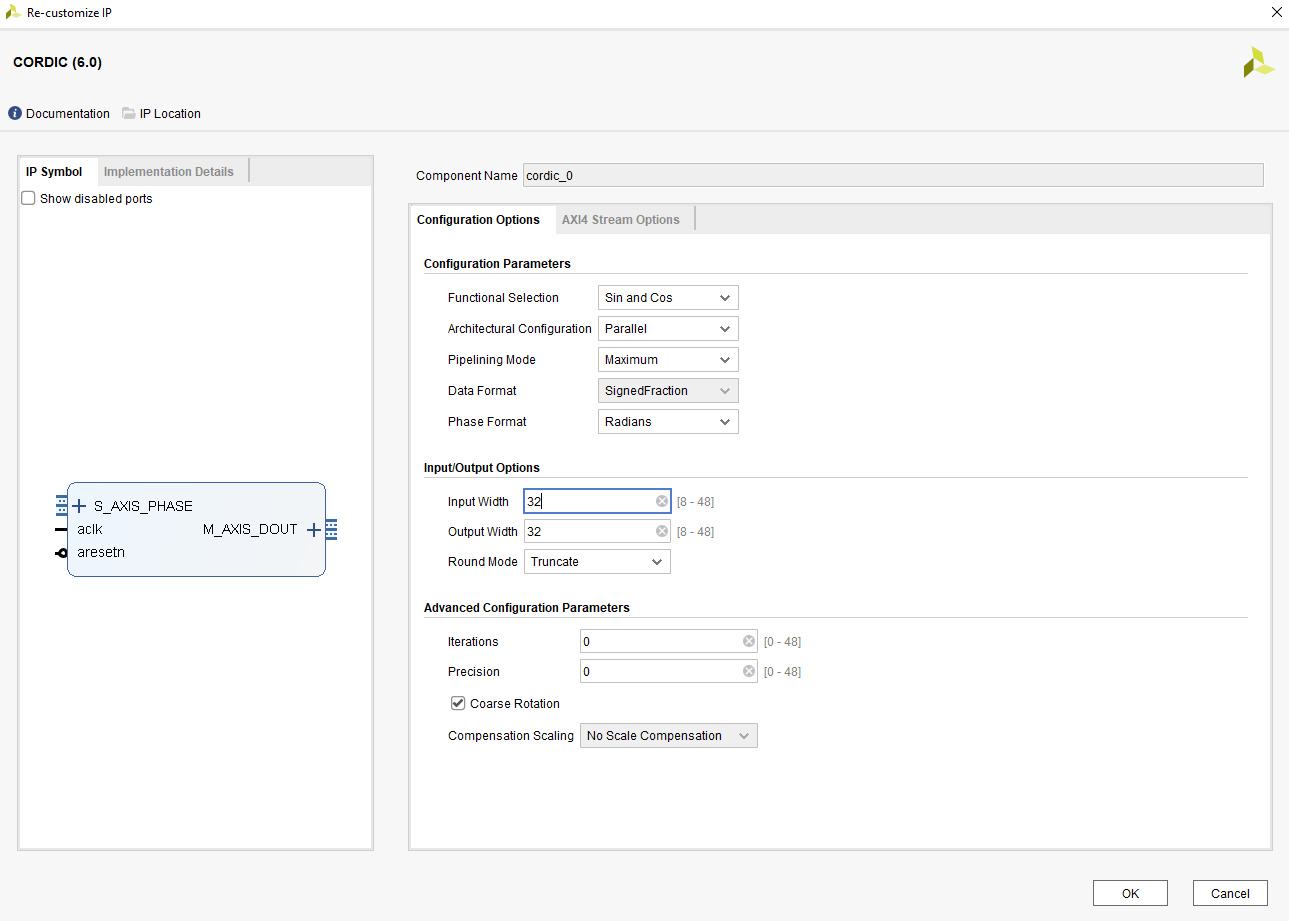 Re-customize IP
CORDIC (6.0)
Documentation IP Location
IP Symbol Implementation Details
Show disabled ports
S_AXIS_PHASE
aclk
M_AXIS_DOUT
aresetn
Component Name cordic_0
Configuration Options AXI4 Stream Options
Configuration Parameters
Functional Selection Sin and Cos
Architectural Configuration Parallel
Pipelining Mode Maximum
Data Format SignedFraction
Phase Format Radians
Input/Output Options
Input Width 32 [8 - 48]
Output Width 32 [8 - 48]
Round Mode Truncate
Advanced Configuration Parameters
Iterations 0 [0 - 48]
Precision 0 [0 - 48]
Coarse Rotation
Compensation Scaling No Scale Compensation
OK Cancel